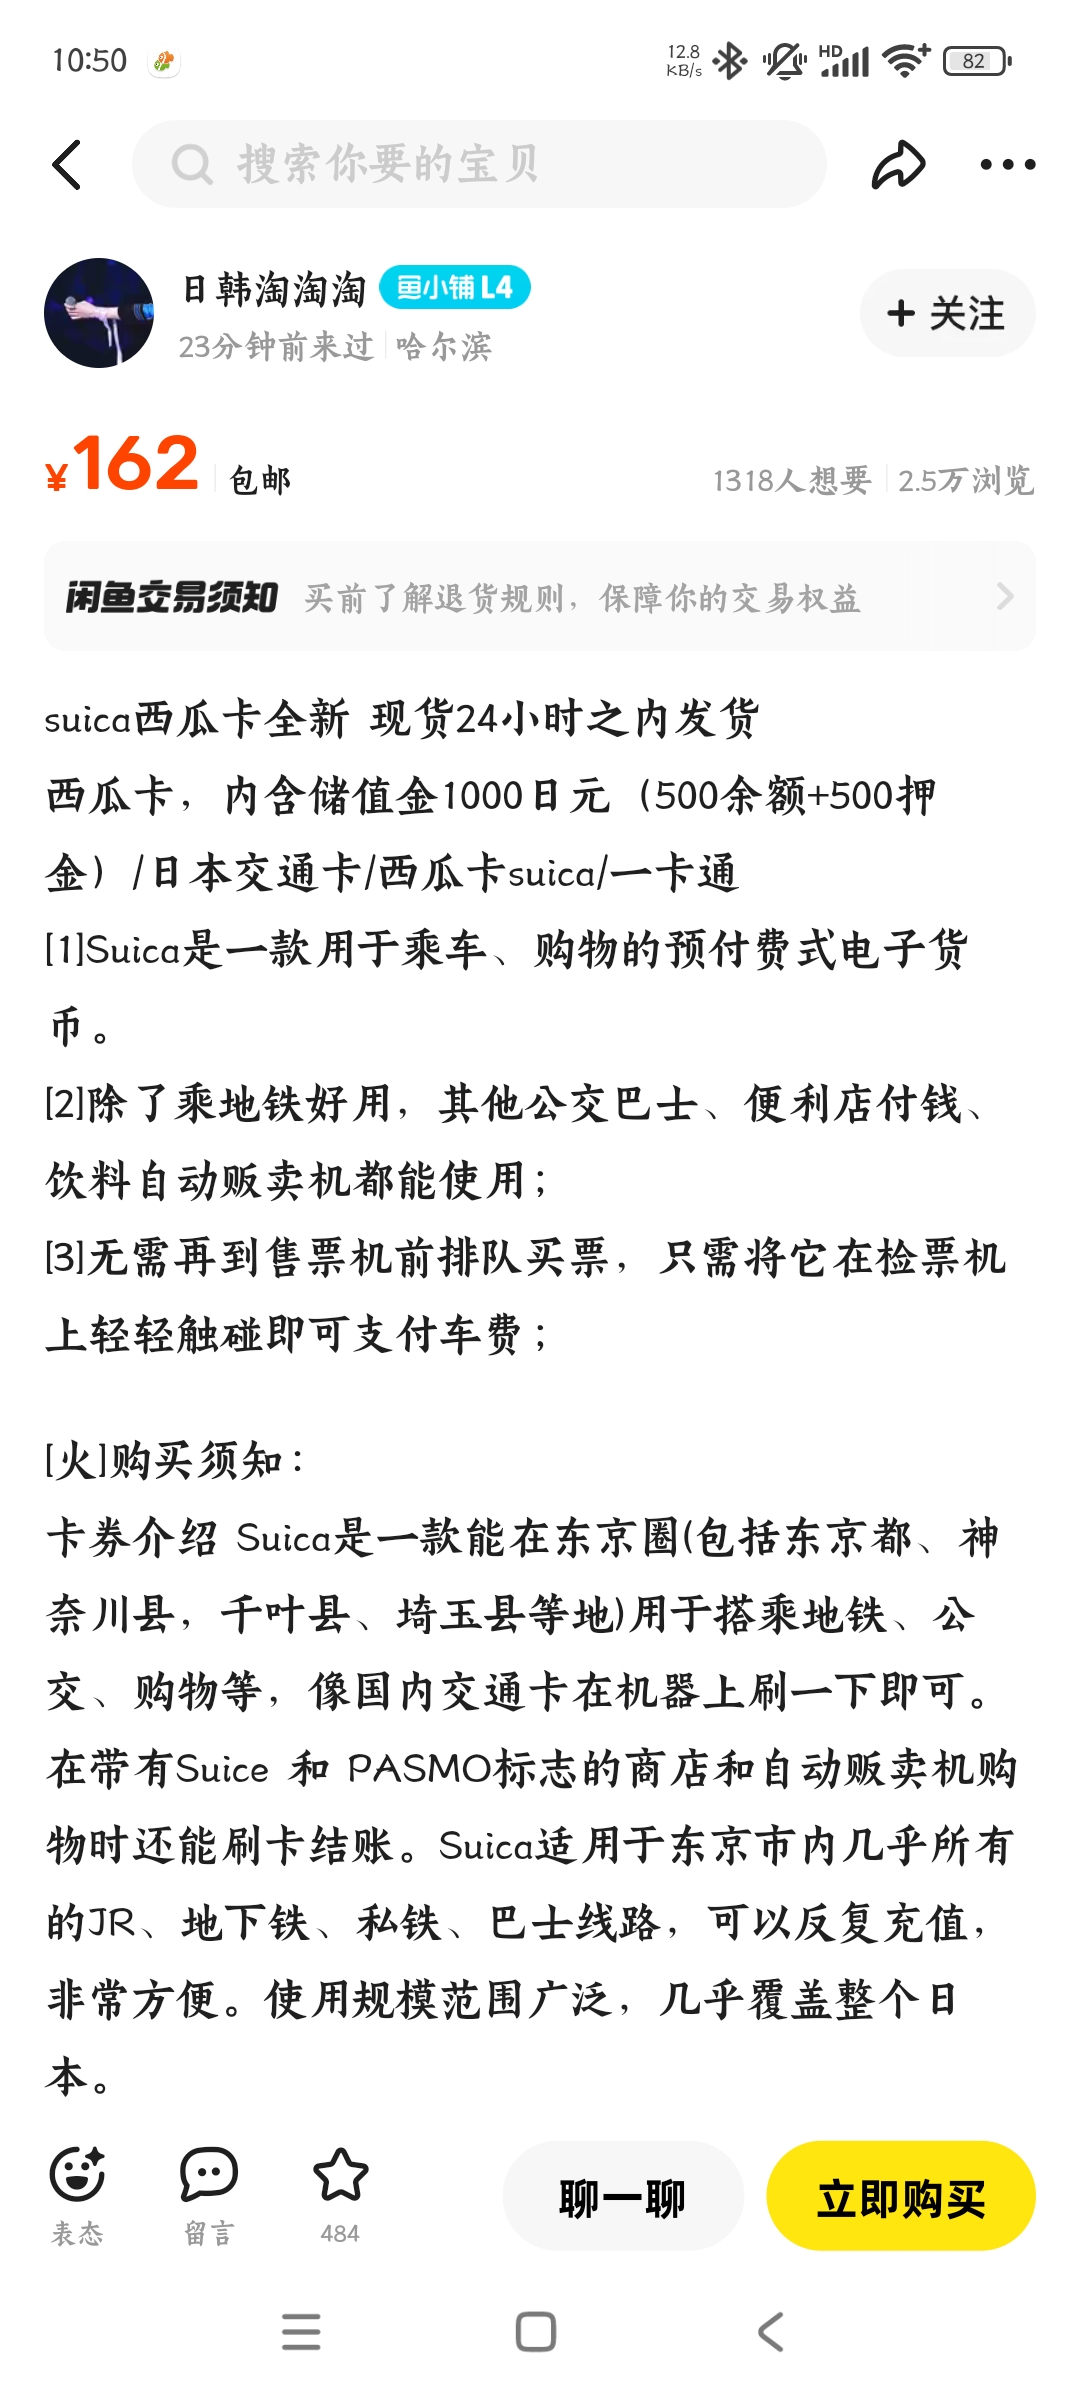 10:50
12.8
KB/s
HD
82
搜索你要的宝贝
日韩淘淘淘 鱼小铺 L4
23分钟前来过 哈尔滨
+ 关注
¥162 包邮
1318人想要 2.5万浏览
闲鱼交易须知 买前了解退货规则，保障你的交易权益
suica西瓜卡全新 现货24小时之内发货
西瓜卡，内含储值金1000日元（500余额+500押
金）/日本交通卡/西瓜卡suica/一卡通
[1]Suica是一款用于乘车、购物的预付费式电子货
币。
[2]除了乘地铁好用，其他公交巴士、便利店付钱、
饮料自动贩卖机都能使用；
[3]无需再到售票机前排队买票，只需将它在检票机
上轻轻触碰即可支付车费；
[火]购买须知：
卡券介绍 Suica是一款能在东京圈(包括东京都、神
奈川县，千叶县、埼玉县等地)用于搭乘地铁、公
交、购物等，像国内交通卡在机器上刷一下即可。
在带有Suice 和 PASMO标志的商店和自动贩卖机购
物时还能刷卡结账。Suica适用于东京市内几乎所有
的JR、地下铁、私铁、巴士线路，可以反复充值，
非常方便。使用规模范围广泛，几乎覆盖整个日
本。
表态
留言
484
聊一聊
立即购买